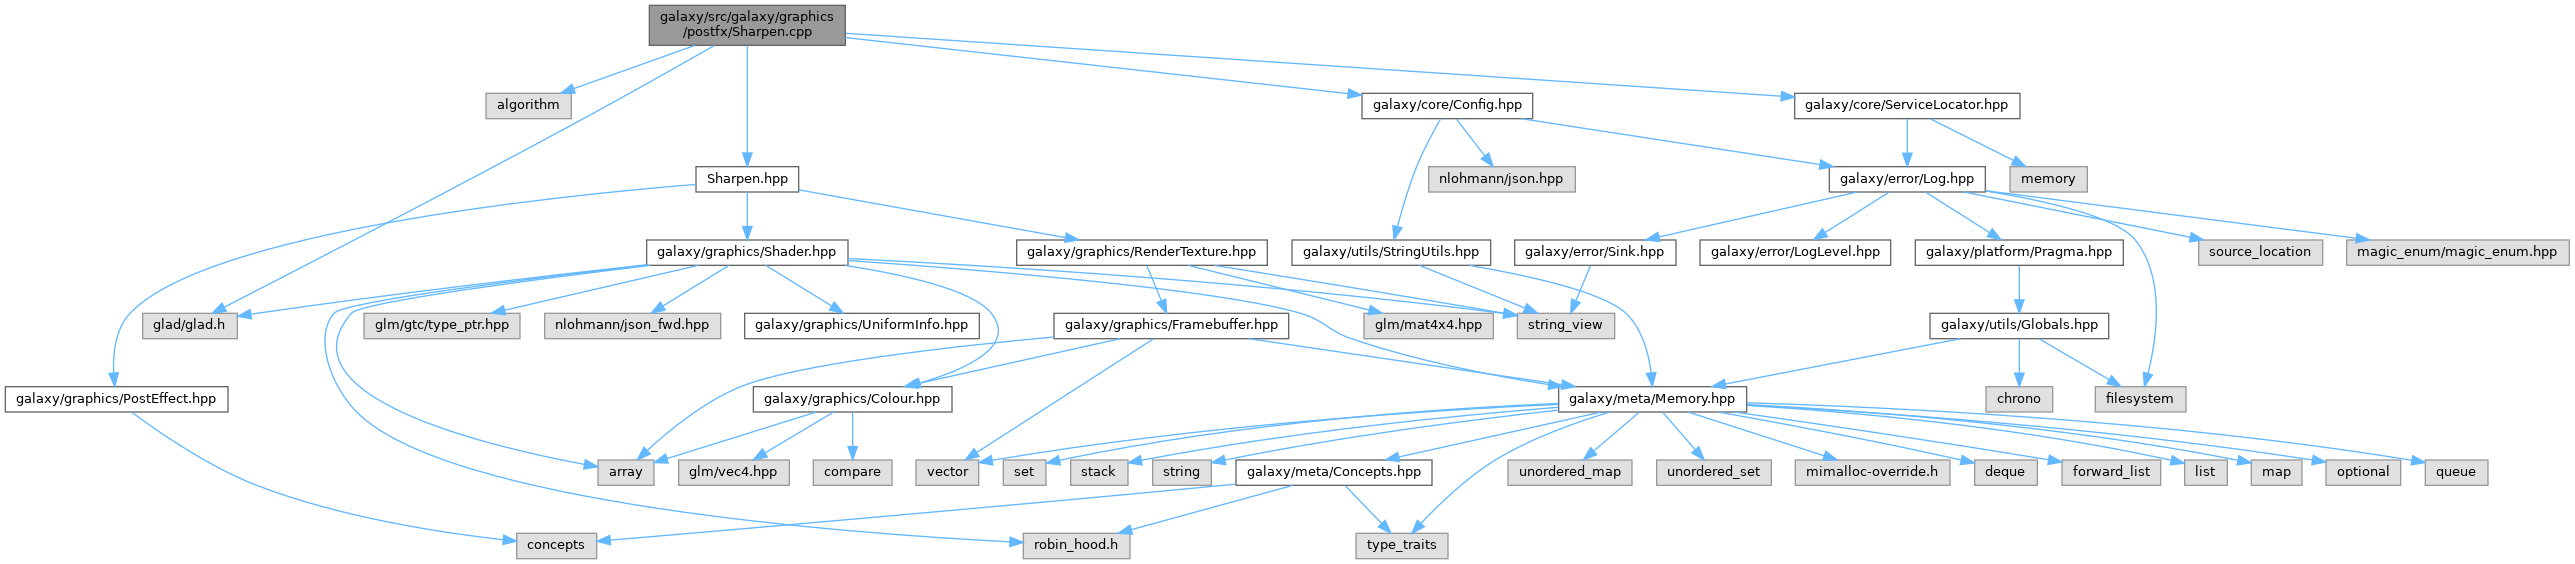 galaxy/src/galaxy/graphics
/postfx/Sharpen.cpp
algorithm
galaxy/core/Config.hpp
galaxy/core/ServiceLocator.hpp
Sharpen.hpp
nlohmann/json.hpp
galaxy/error/Log.hpp
memory
galaxy/graphics/Shader.hpp
galaxy/graphics/RenderTexture.hpp
galaxy/utils/StringUtils.hpp
galaxy/error/Sink.hpp
galaxy/error/LogLevel.hpp
galaxy/platform/Pragma.hpp
source_location
magic_enum/magic_enum.hpp
glad/glad.h
glm/gtc/type_ptr.hpp
nlohmann/json_fwd.hpp
galaxy/graphics/UniformInfo.hpp
galaxy/graphics/Framebuffer.hpp
glm/mat4x4.hpp
string_view
galaxy/utils/Globals.hpp
galaxy/graphics/PostEffect.hpp
galaxy/graphics/Colour.hpp
galaxy/meta/Memory.hpp
chrono
filesystem
array
glm/vec4.hpp
compare
vector
set
stack
string
galaxy/meta/Concepts.hpp
unordered_map
unordered_set
mimalloc-override.h
deque
forward_list
list
map
optional
queue
concepts
robin_hood.h
type_traits